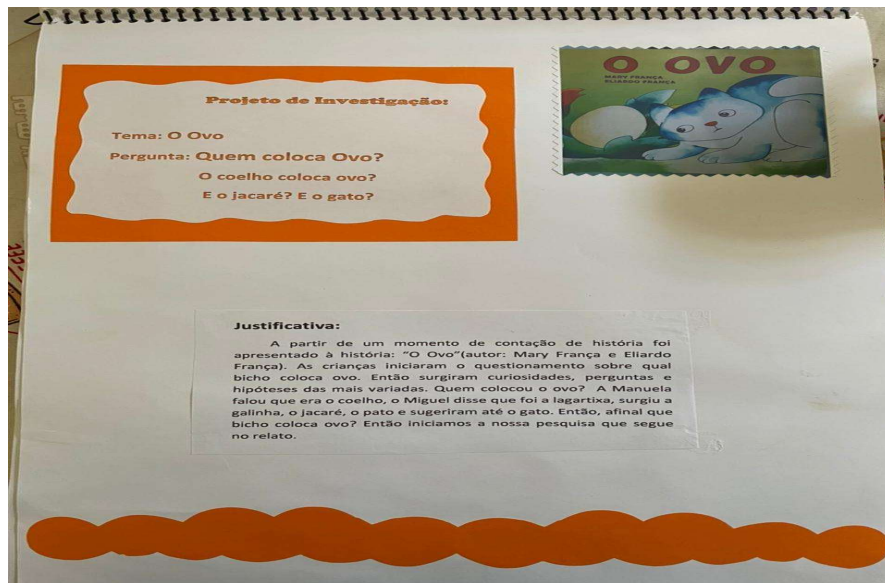 O OVO
MARY FRANÇA
ELIARDO FRANÇA
Projeto de Investigação:
Tema: O Ovo
Pergunta: Quem coloca Ovo?
O coelho coloca ovo?
E o jacaré? E o gato?
Justificativa:
A partir de um momento de contação de história foi
apresentado à história: "O Ovo"(autor: Mary França e Eliardo
França). As crianças iniciaram o questionamento sobre qual
bicho coloca ovo. Então surgiram curiosidades, perguntas e
hipóteses das mais variadas. Quem colocou o ovo? A Manuela
falou que era o coelho, o Miguel disse que foi a lagartixa, surgiu a
galinha, o jacaré, o pato e sugeriram até o gato. Então, afinal que
bicho coloca ovo? Então iniciamos a nossa pesquisa que segue
no relato.